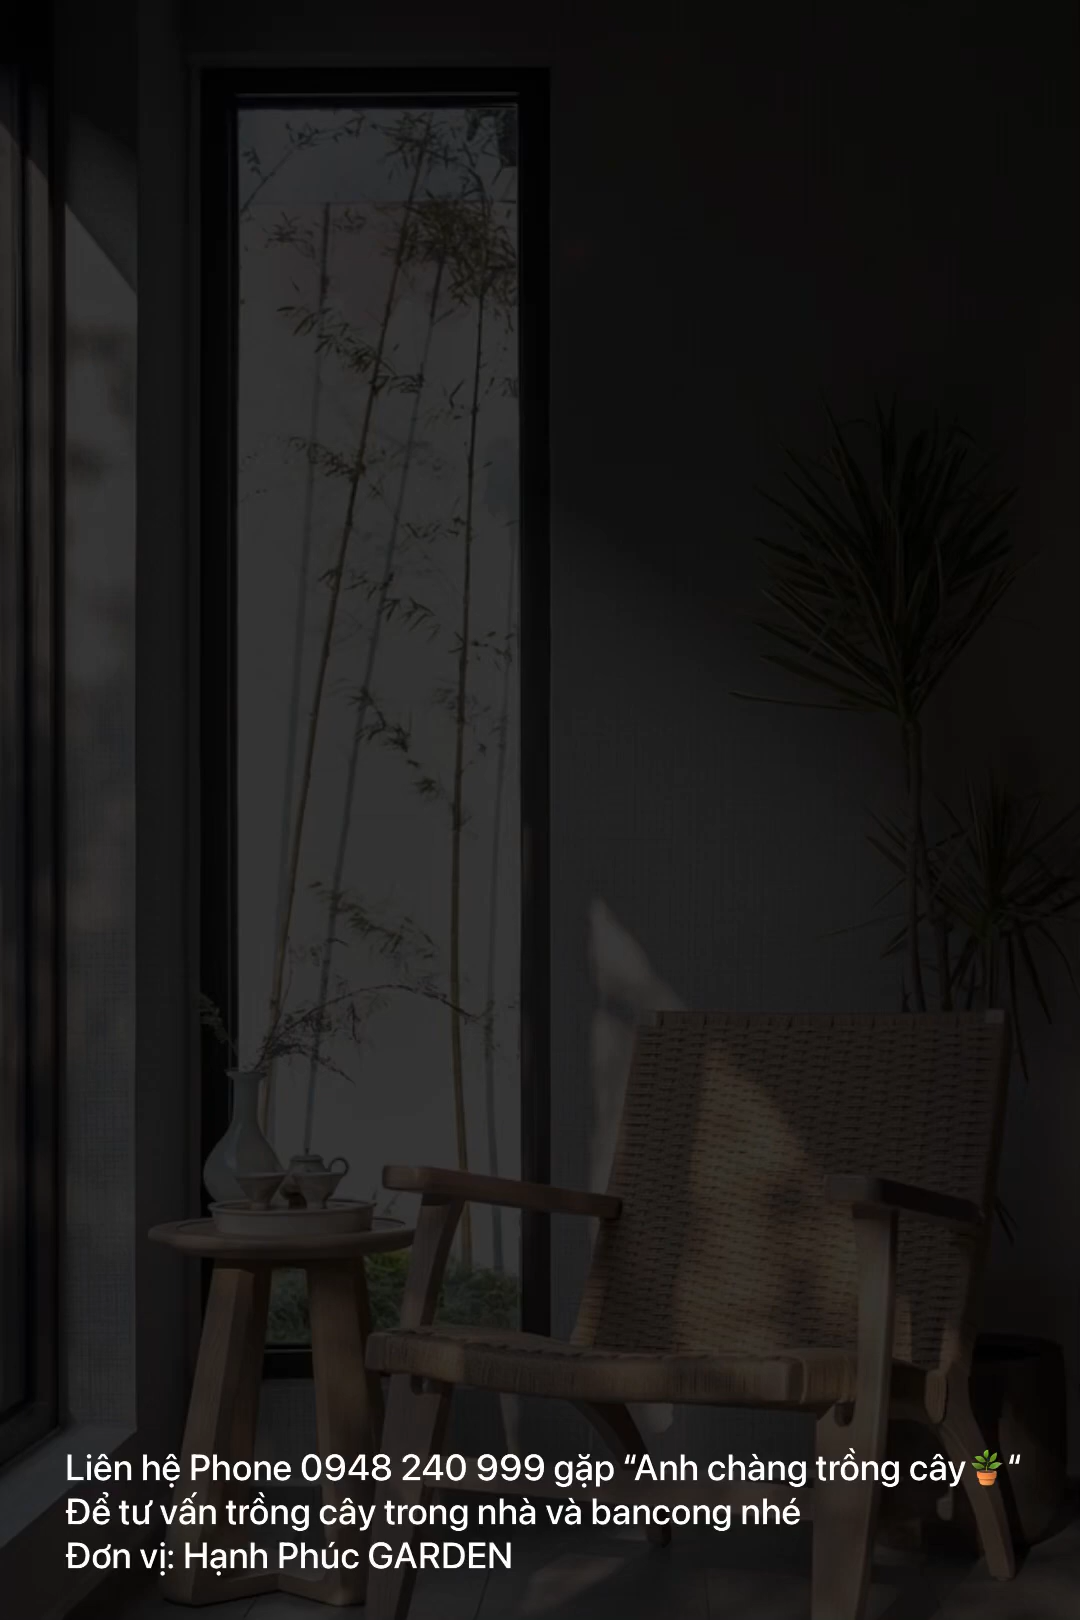 Liên hệ Phone 0948 240 999 gặp “Anh chàng trồng cây🪴“
Để tư vấn trồng cây trong nhà và bancong nhé
Đơn vị: Hạnh Phúc GARDEN